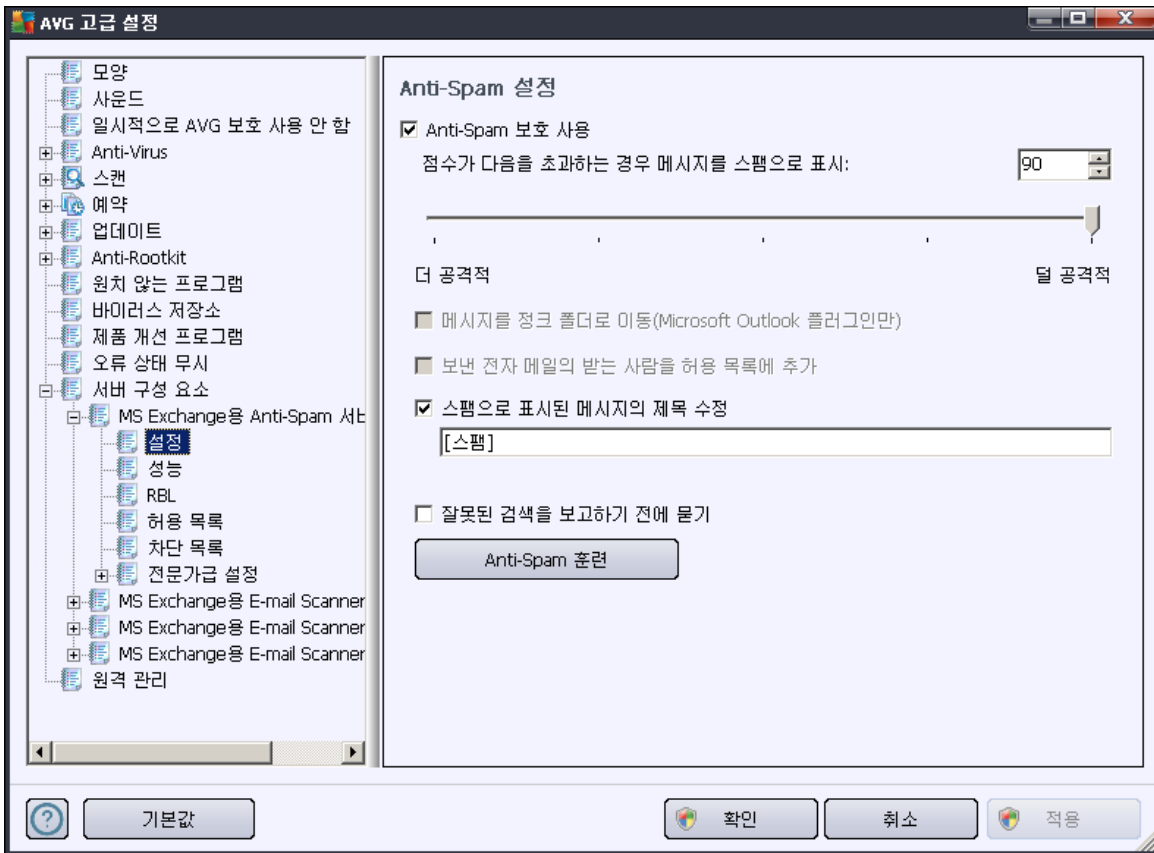 AVG 고급 설정
모양
사운드
일시적으로 AVG 보호 사용 안 함
Anti-Virus
스캔
예약
업데이트
Anti-Rootkit
원치 않는 프로그램
바이러스 저장소
제품 개선 프로그램
오류 상태 무시
서버 구성 요소
MS Exchange용 Anti-Spam 서버
설정
성능
RBL
허용 목록
차단 목록
전문가급 설정
MS Exchange용 E-mail Scanner
MS Exchange용 E-mail Scanner
MS Exchange용 E-mail Scanner
원격 관리
Anti-Spam 설정
Anti-Spam 보호 사용
점수가 다음을 초과하는 경우 메시지를 스팸으로 표시: 90
더 공격적 덜 공격적
메시지를 정크 폴더로 이동(Microsoft Outlook 플러그인만)
보낸 전자 메일의 받는 사람을 허용 목록에 추가
스팸으로 표시된 메시지의 제목 수정
[스팸]
잘못된 검색을 보고하기 전에 묻기
Anti-Spam 훈련
? 기본값 확인 취소 적용